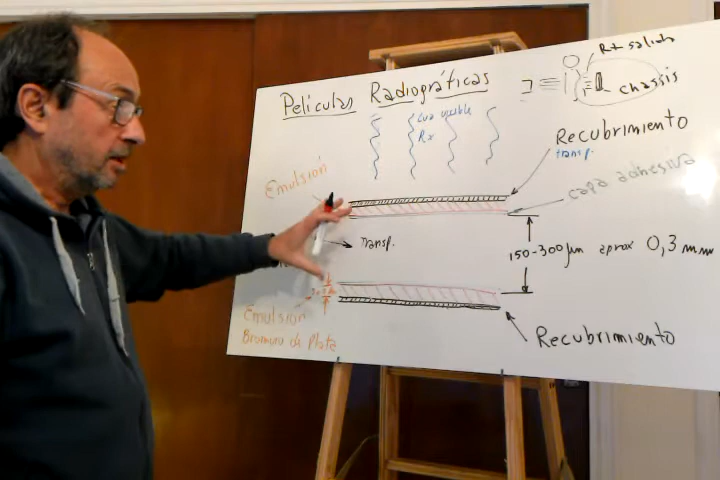 Películas Radiográficas
Rx salida
chassis
Luz visible
Rx
Recubrimiento
transp.
Emulsión
capa adhesiva
Transp.
150-300 μm aprox 0,3 mm
Emulsión
Bromuro de Plata
Recubrimiento